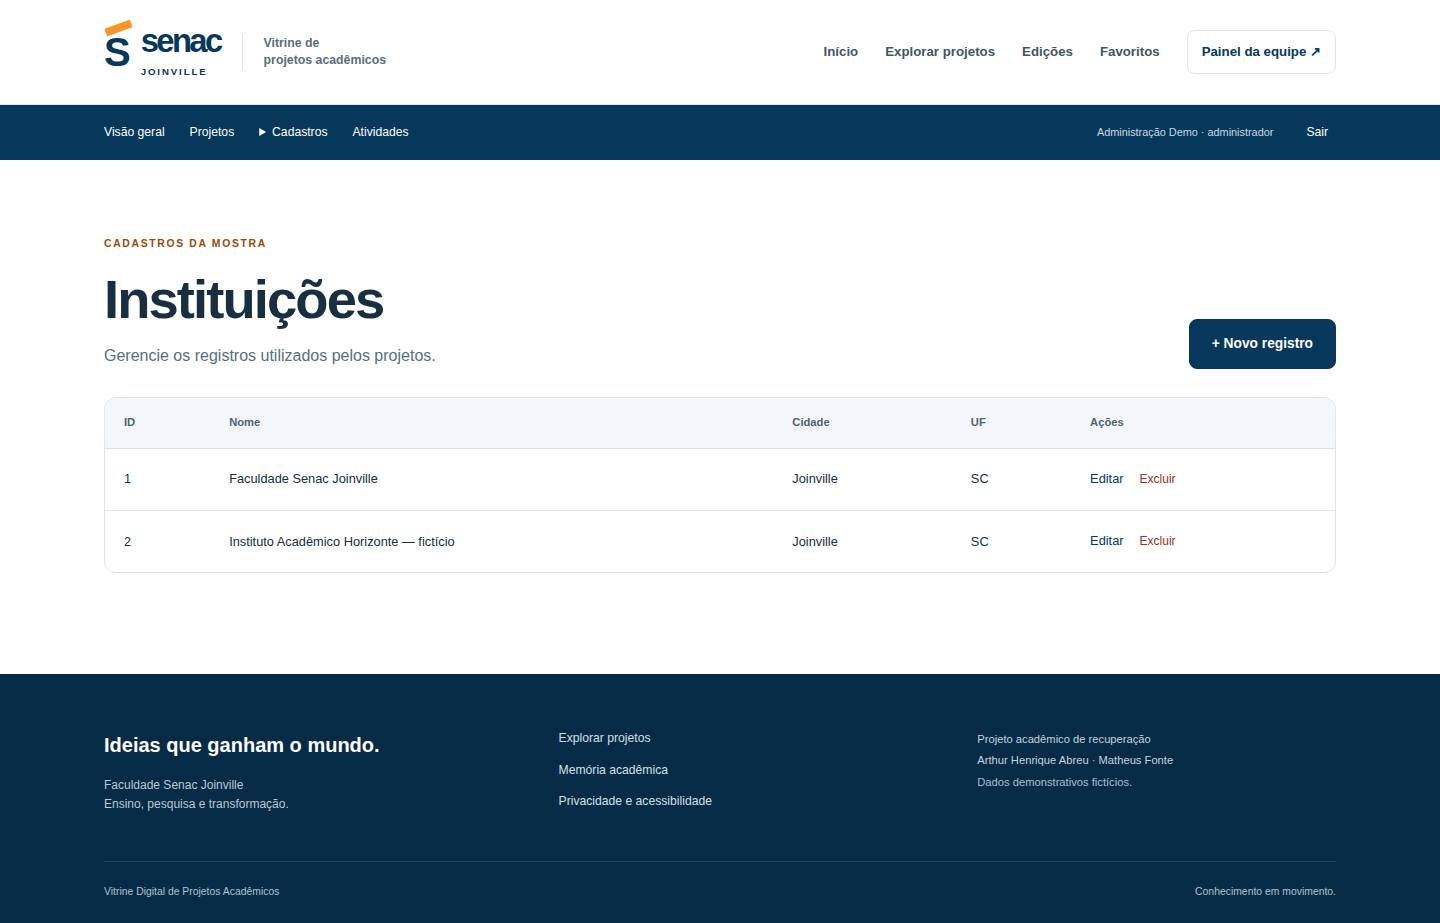 senac
JOINVILLE
Vitrine de
projetos acadêmicos
Início
Explorar projetos
Edições
Favoritos
Painel da equipe ↗
Visão geral
Projetos
▶ Cadastros
Atividades
Administração Demo · administrador
Sair
CADASTROS DA MOSTRA
Instituições
Gerencie os registros utilizados pelos projetos.
+ Novo registro
ID Nome Cidade UF Ações
1 Faculdade Senac Joinville Joinville SC Editar Excluir
2 Instituto Acadêmico Horizonte — fictício Joinville SC Editar Excluir
Ideias que ganham o mundo.
Faculdade Senac Joinville
Ensino, pesquisa e transformação.
Explorar projetos
Memória acadêmica
Privacidade e acessibilidade
Projeto acadêmico de recuperação
Arthur Henrique Abreu · Matheus Fonte
Dados demonstrativos fictícios.
Vitrine Digital de Projetos Acadêmicos
Conhecimento em movimento.